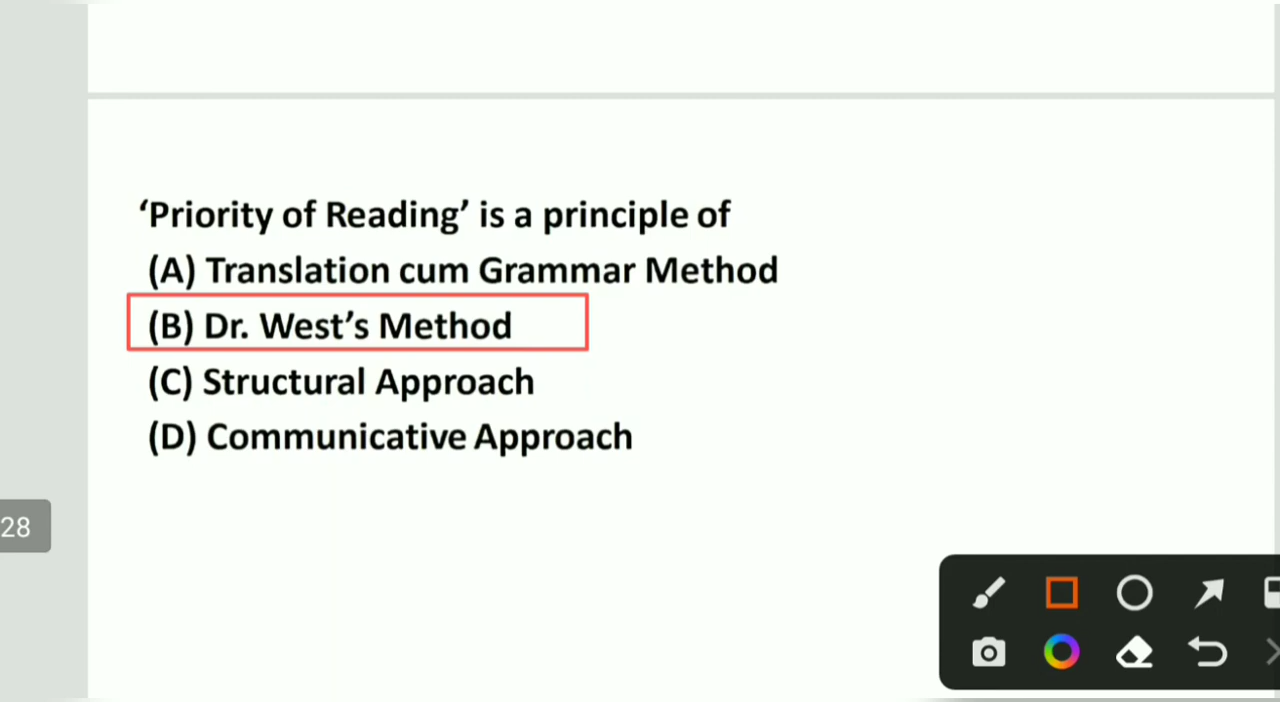 ‘Priority of Reading’ is a principle of
(A) Translation cum Grammar Method
(B) Dr. West’s Method
(C) Structural Approach
(D) Communicative Approach
28